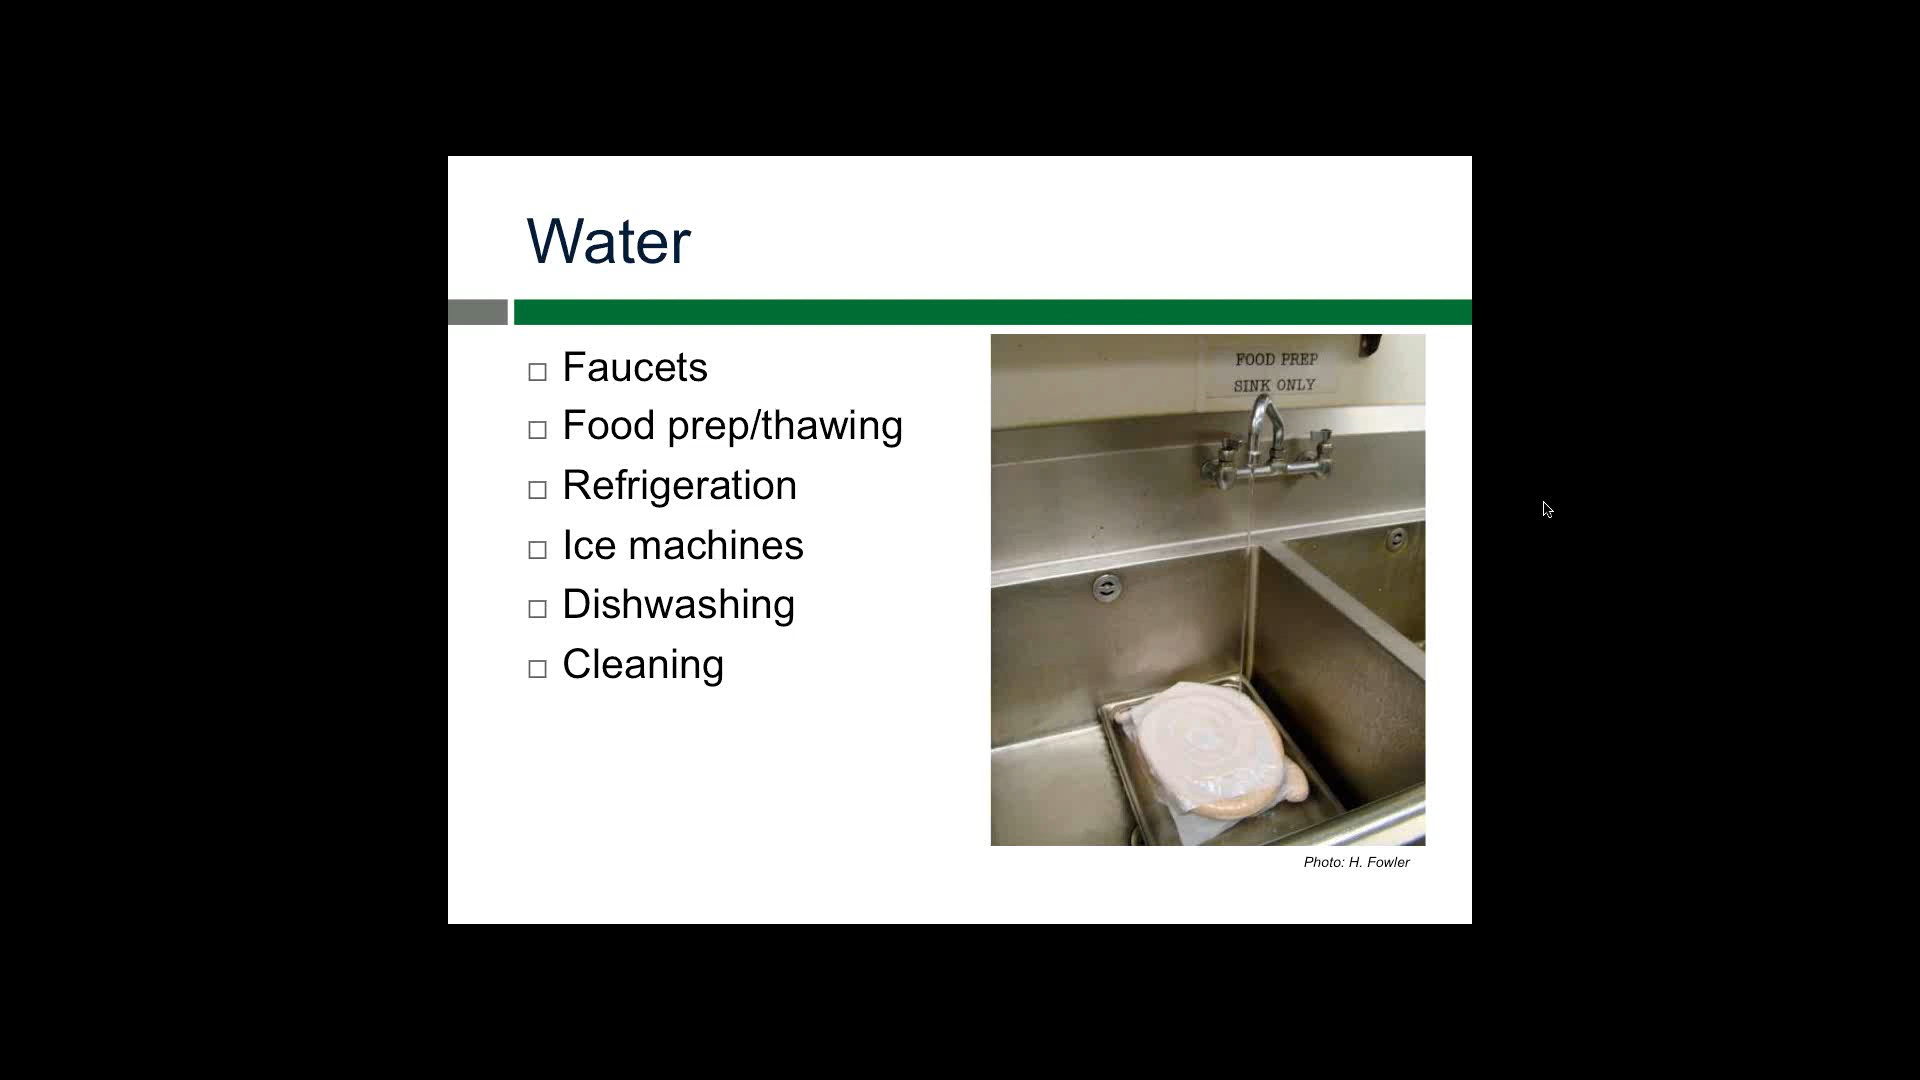 Water
Faucets
Food prep/thawing
Refrigeration
Ice machines
Dishwashing
Cleaning
FOOD PREP
SINK ONLY
Photo: H. Fowler